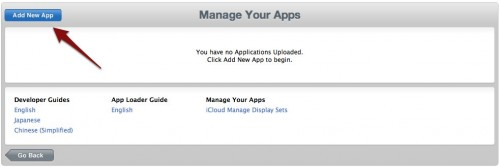 Add New App
Manage Your Apps
You have no Applications Uploaded.
Click Add New App to begin.
Developer Guides
English
Japanese
Chinese (Simplified)
App Loader Guide
English
Manage Your Apps
iCloud Manage Display Sets
Go Back